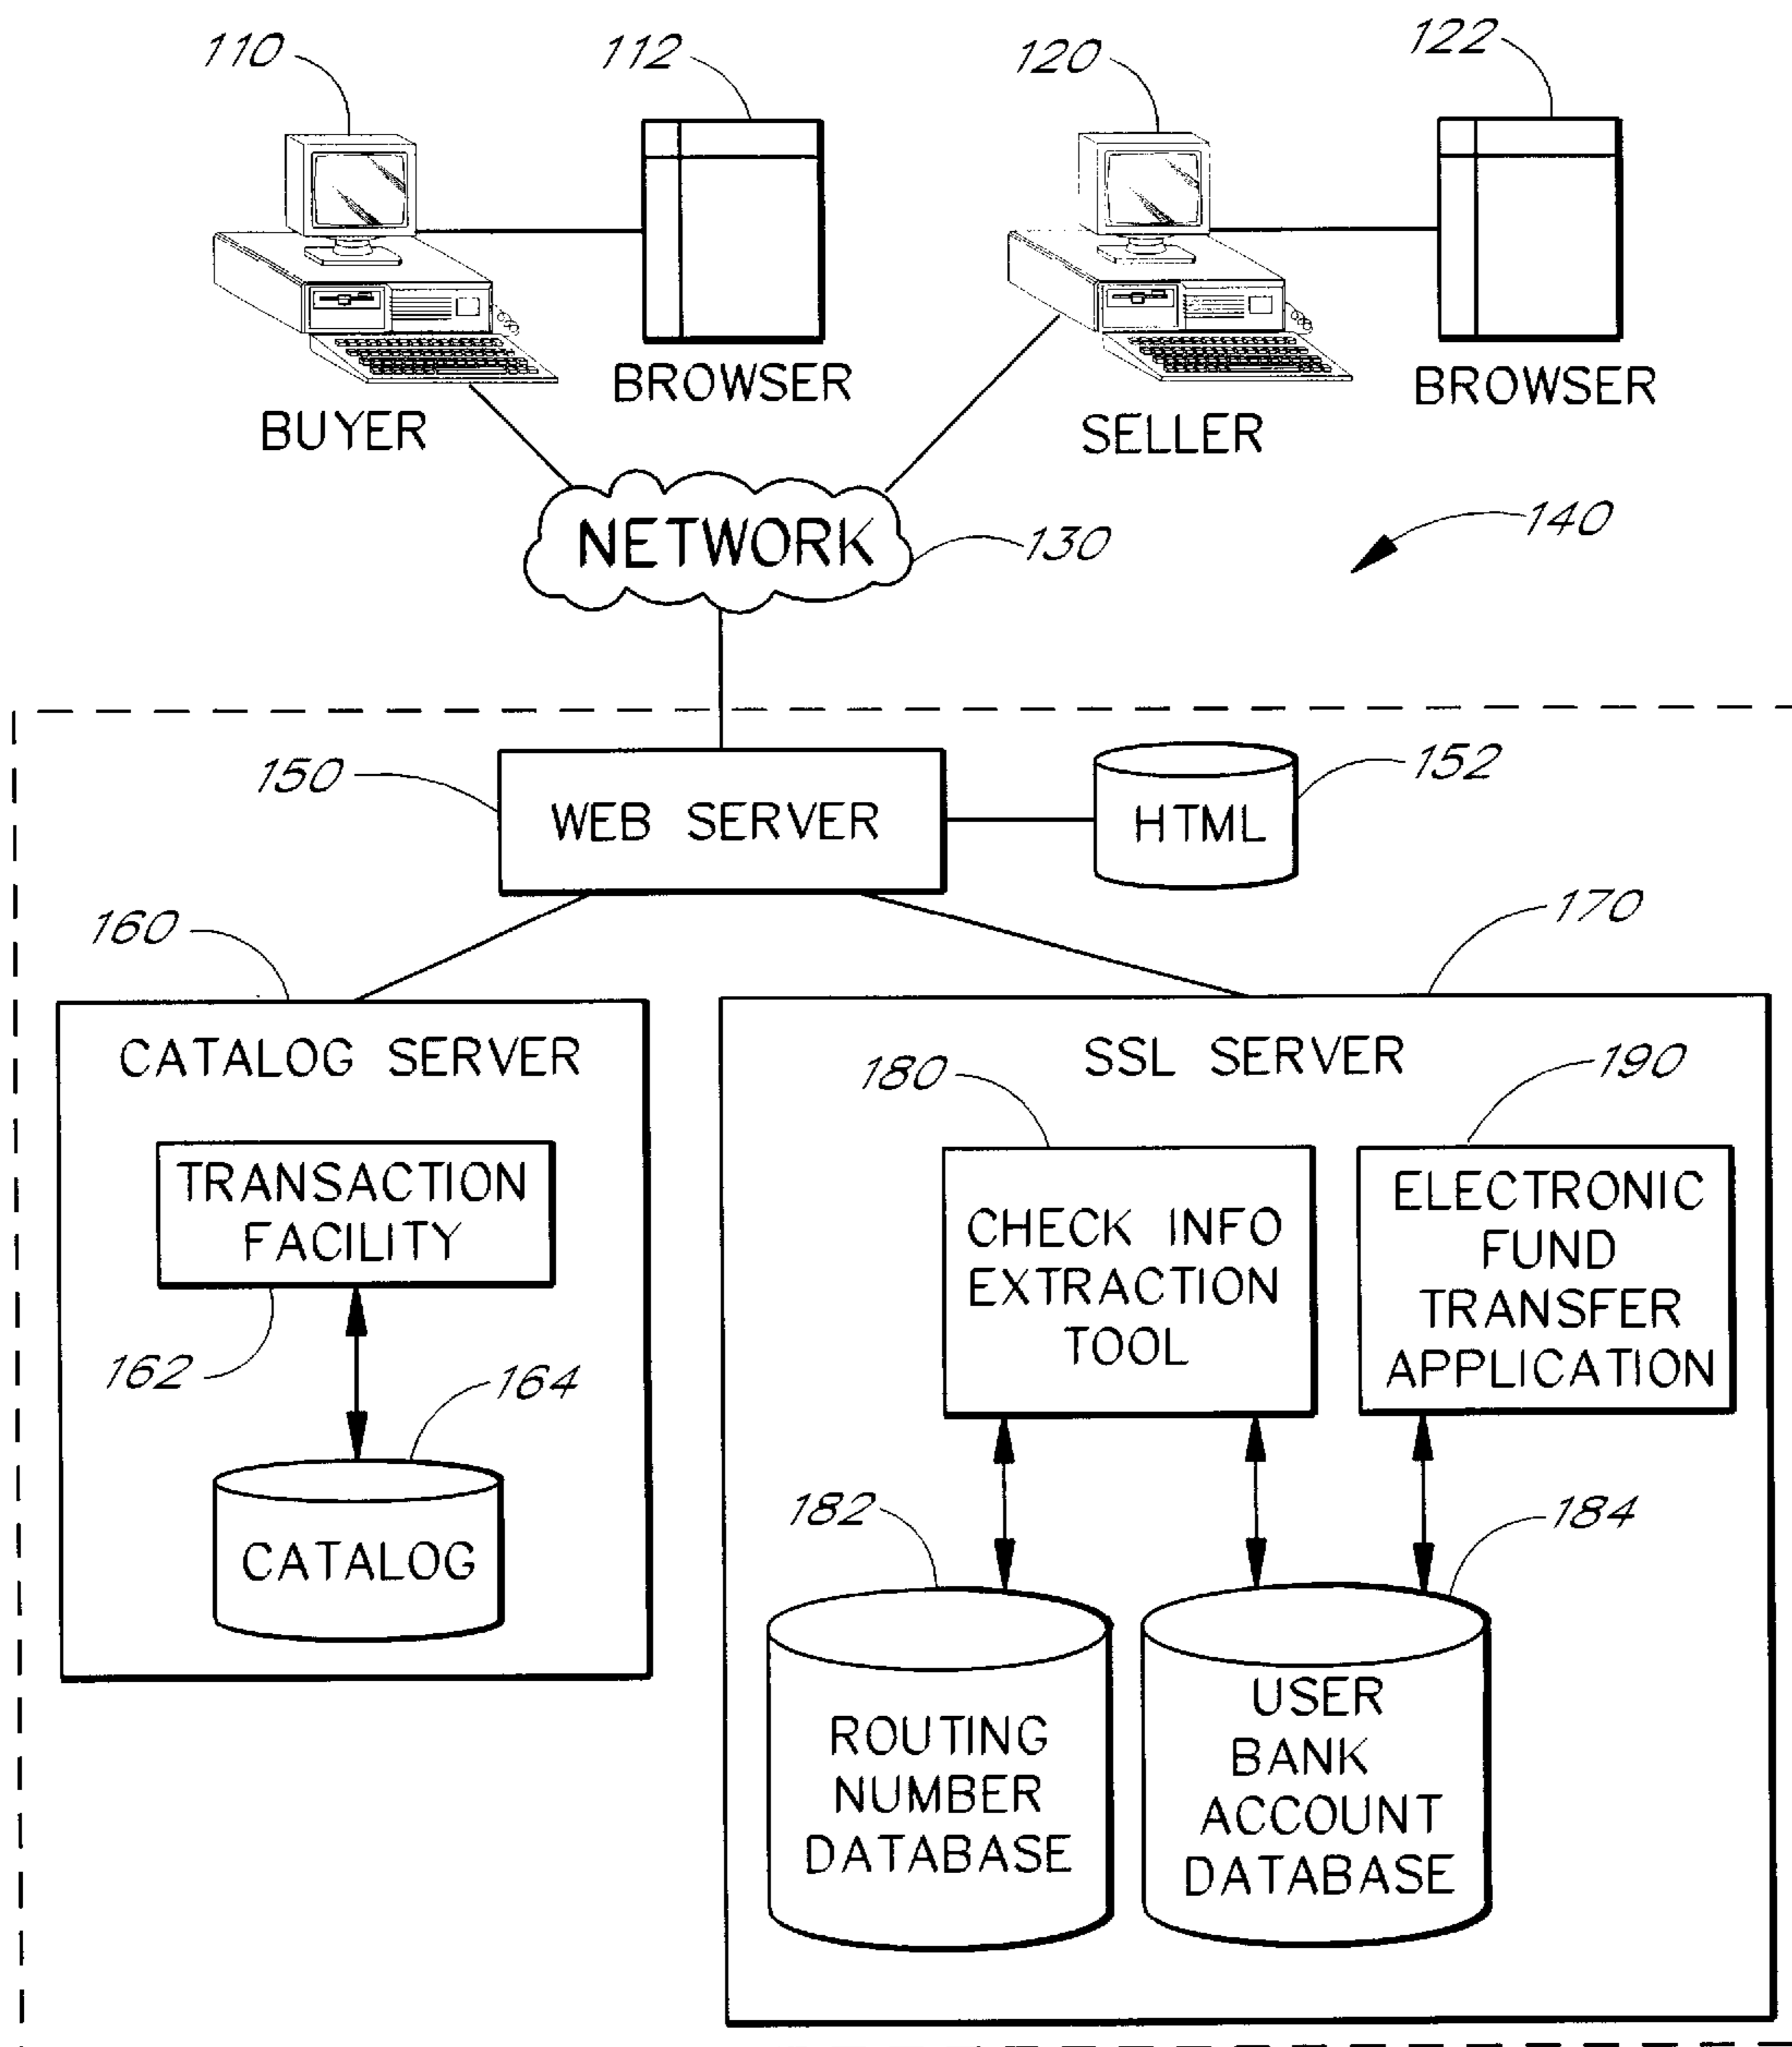 110
112
120
122
BUYER
BROWSER
SELLER
BROWSER
NETWORK
130
140
150
WEB SERVER
HTML
152
160
170
CATALOG SERVER
TRANSACTION
FACILITY
162
164
CATALOG
SSL SERVER
180
190
CHECK INFO
EXTRACTION
TOOL
ELECTRONIC
FUND
TRANSFER
APPLICATION
182
184
ROUTING
NUMBER
DATABASE
USER
BANK
ACCOUNT
DATABASE